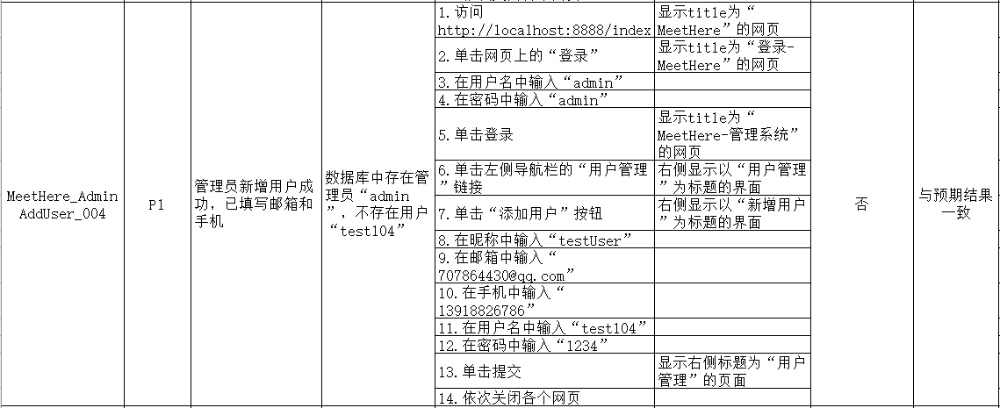 MeetHere_Admin
AddUser_004
P1
管理员新增用户成
功，已填写邮箱和
手机
数据库中存在管
理员“admin
”，不存在用户
“test104”
1.访问
http://localhost:8888/index
显示title为“
MeetHere”的网页
2.单击网页上的“登录”
显示title为“登录-
MeetHere”的网页
3.在用户名中输入“admin”
4.在密码中输入“admin”
5.单击登录
显示title为“
MeetHere-管理系统”
的网页
6.单击左侧导航栏的“用户管理
”链接
右侧显示以“用户管理
”为标题的界面
7.单击“添加用户”按钮
右侧显示以“新增用户
”为标题的界面
8.在昵称中输入“testUser”
9.在邮箱中输入“
707864430@qq.com”
10.在手机中输入“
13918826786”
11.在用户名中输入“test104”
12.在密码中输入“1234”
13.单击提交
显示右侧标题为“用户
管理”的页面
14.依次关闭各个网页
否
与预期结果
一致